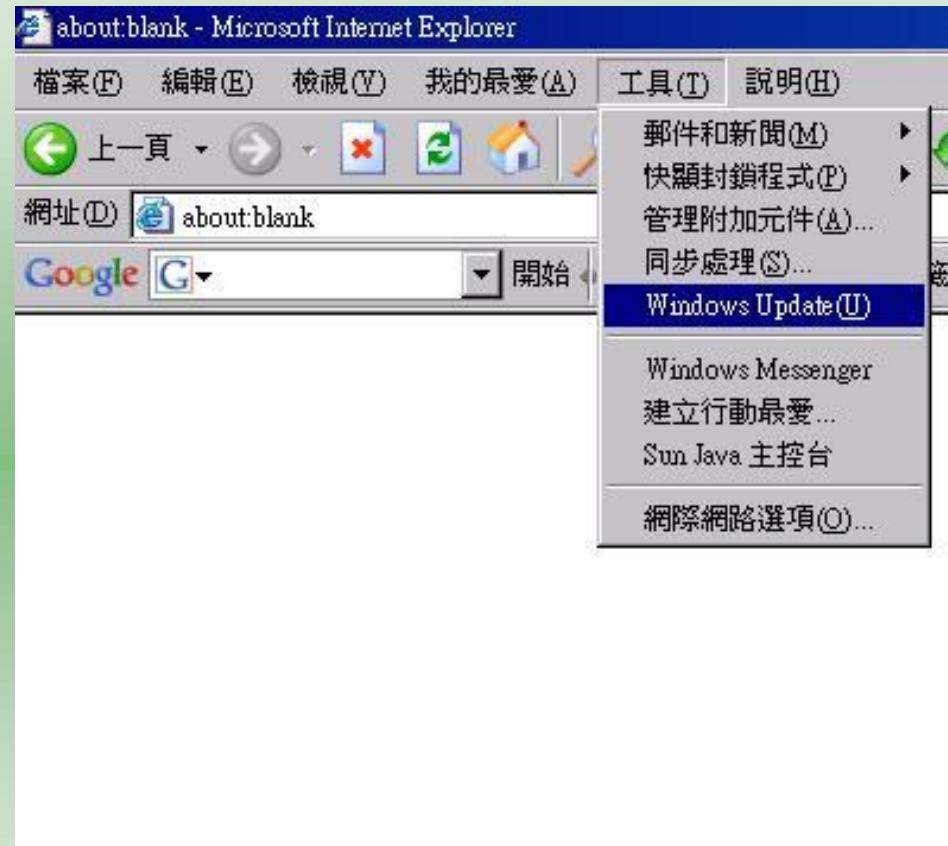 about:blank - Microsoft Internet Explorer
檔案(F) 編輯(E) 檢視(V) 我的最愛(A) 工具(T) 說明(H)
上一頁
網址(D) about:blank
Google G 開始
郵件和新聞(M)
快顯封鎖程式(P)
管理附加元件(A)...
同步處理(S)...
Windows Update(U)
Windows Messenger
建立行動最愛...
Sun Java 主控台
網際網路選項(O)...